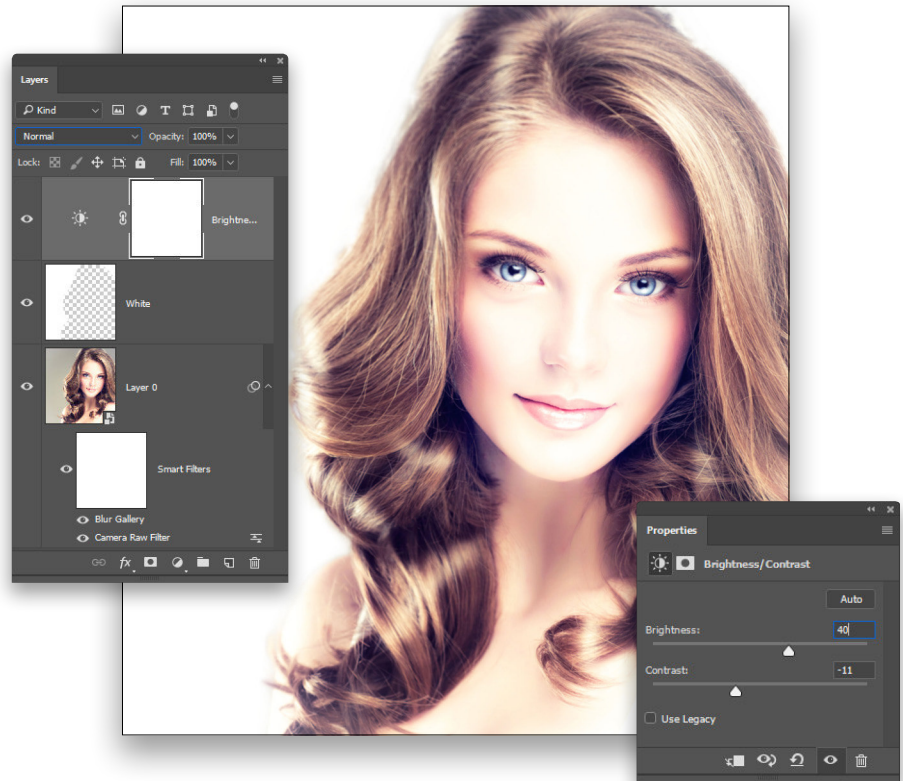 Layers
Kind
Normal
Opacity: 100%
Lock:
Fill: 100%
Brightne...
White
Layer 0
Smart Filters
Blur Gallery
Camera Raw Filter
fx
Properties
Brightness/Contrast
Auto
Brightness: 40
Contrast: -11
Use Legacy